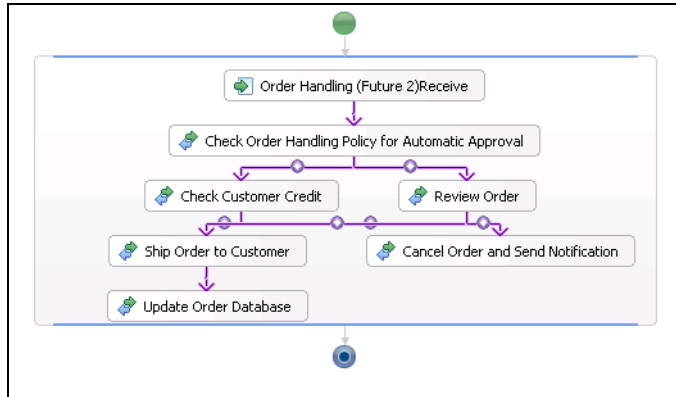 Order Handling (Future 2)Receive
Check Order Handling Policy for Automatic Approval
Check Customer Credit
Review Order
Ship Order to Customer
Cancel Order and Send Notification
Update Order Database